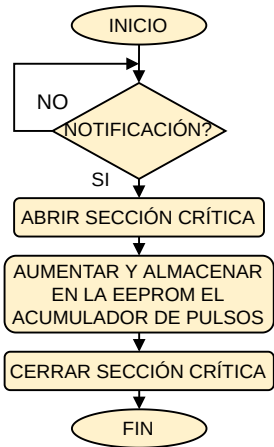 INICIO
NO
NOTIFICACIÓN?
SI
ABRIR SECCIÓN CRÍTICA
AUMENTAR Y ALMACENAR
EN LA EEPROM EL
ACUMULADOR DE PULSOS
CERRAR SECCIÓN CRÍTICA
FIN